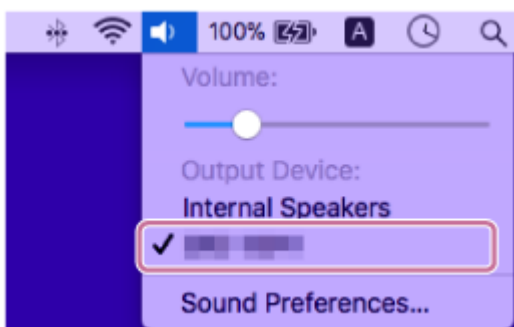 100% A
Volume:
Output Device:
Internal Speakers
Sound Preferences...